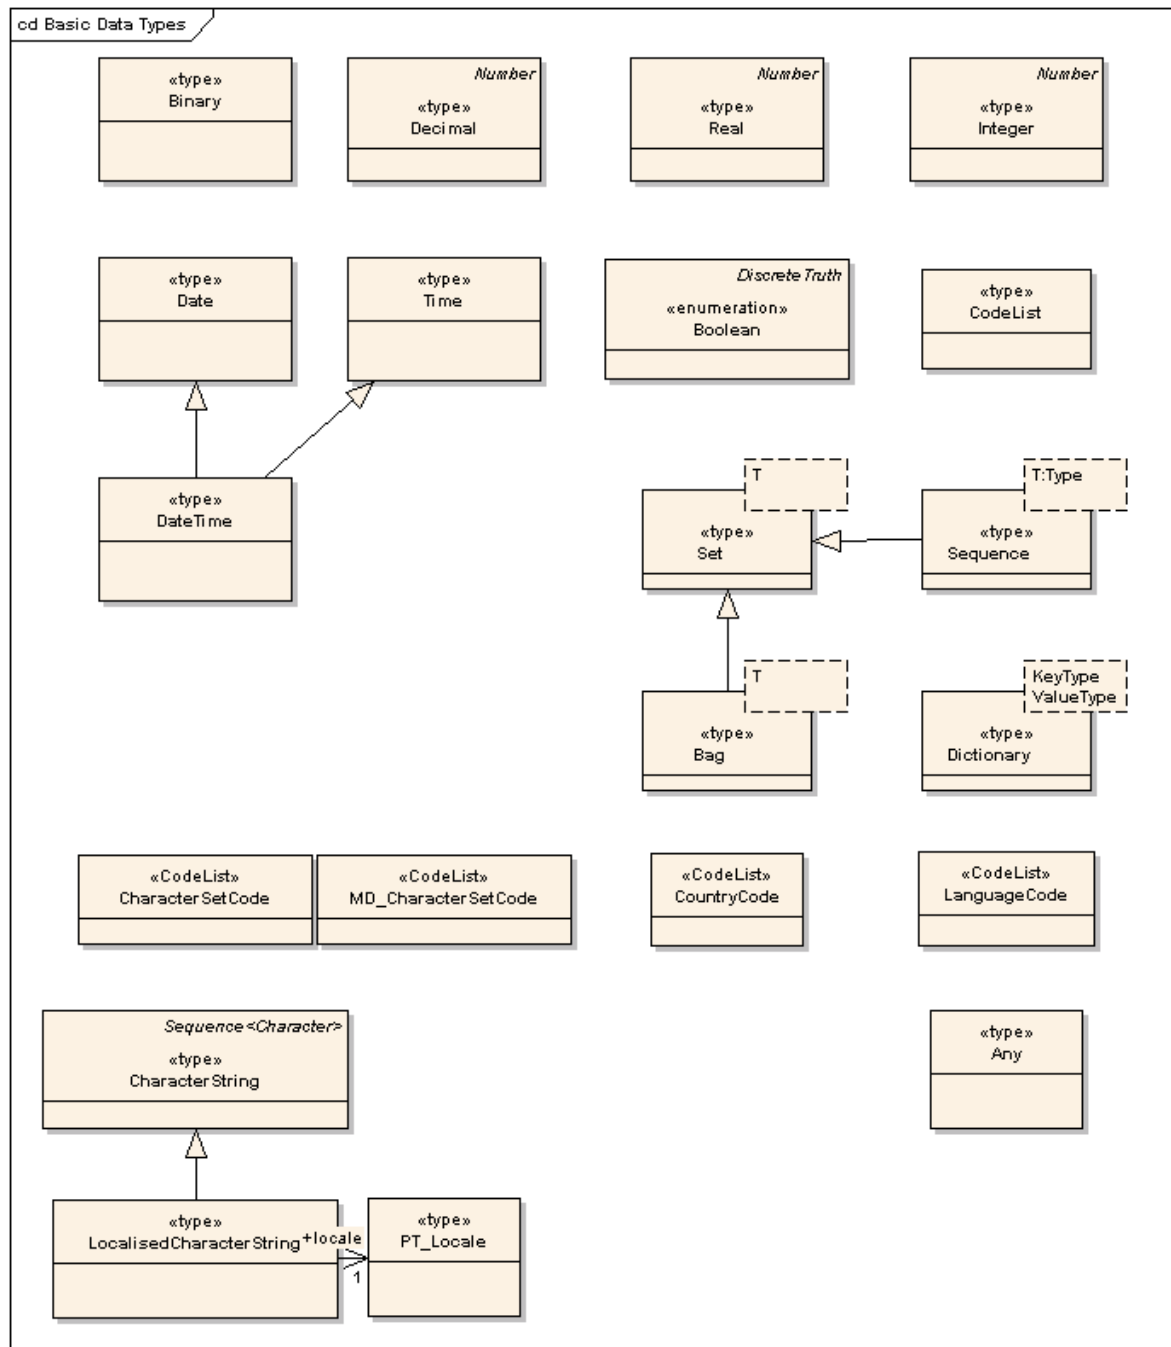 cd Basic Data Types
«type»
Binary
Number
«type»
Decimal
Number
«type»
Real
Number
«type»
Integer
«type»
Date
«type»
Time
DiscreteTruth
«enumeration»
Boolean
«type»
CodeList
«type»
DateTime
T
«type»
Set
T:Type
«type»
Sequence
T
«type»
Bag
KeyType
ValueType
«type»
Dictionary
«CodeList»
CharacterSetCode
«CodeList»
MD_CharacterSetCode
«CodeList»
CountryCode
«CodeList»
LanguageCode
Sequence<Character>
«type»
CharacterString
«type»
Any
«type»
LocalisedCharacterString
+locale
1
«type»
PT_Locale